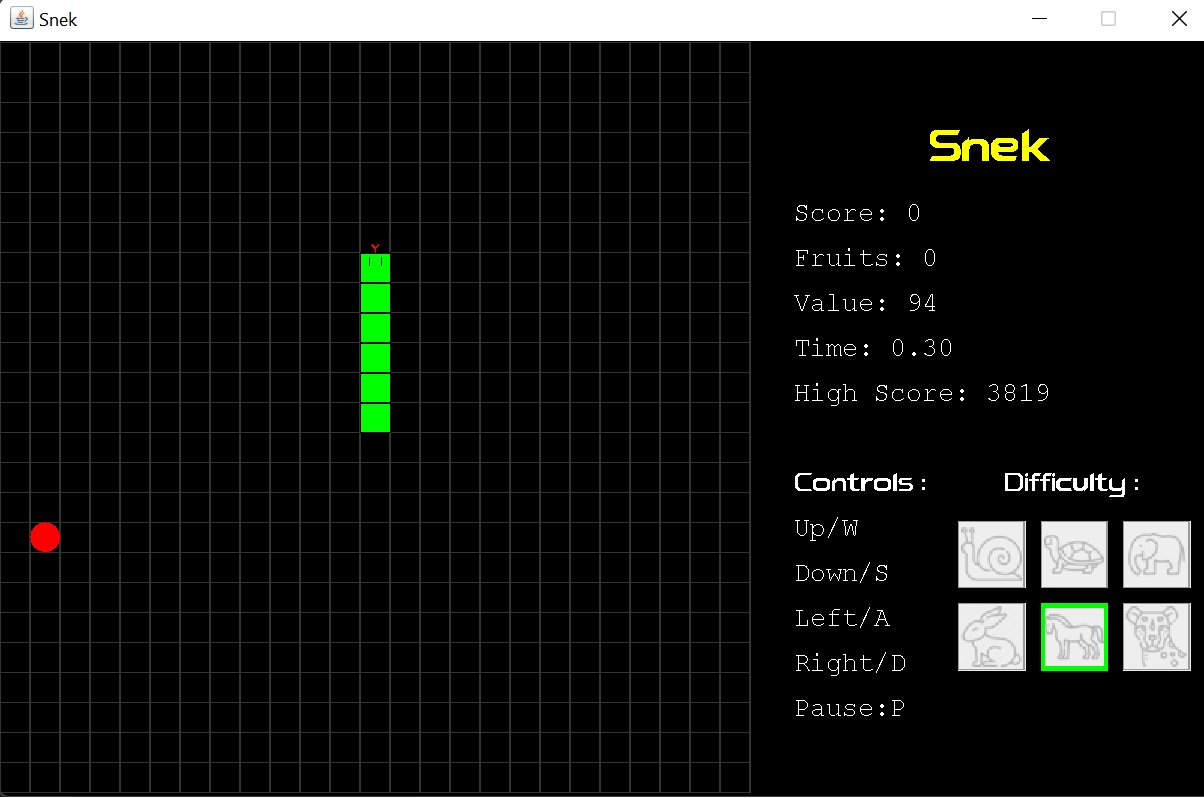 Snek
Snek
Score: 0
Fruits: 0
Value: 94
Time: 0.30
High Score: 3819
Controls :
Difficulty :
Up/W
Down/S
Left/A
Right/D
Pause:P